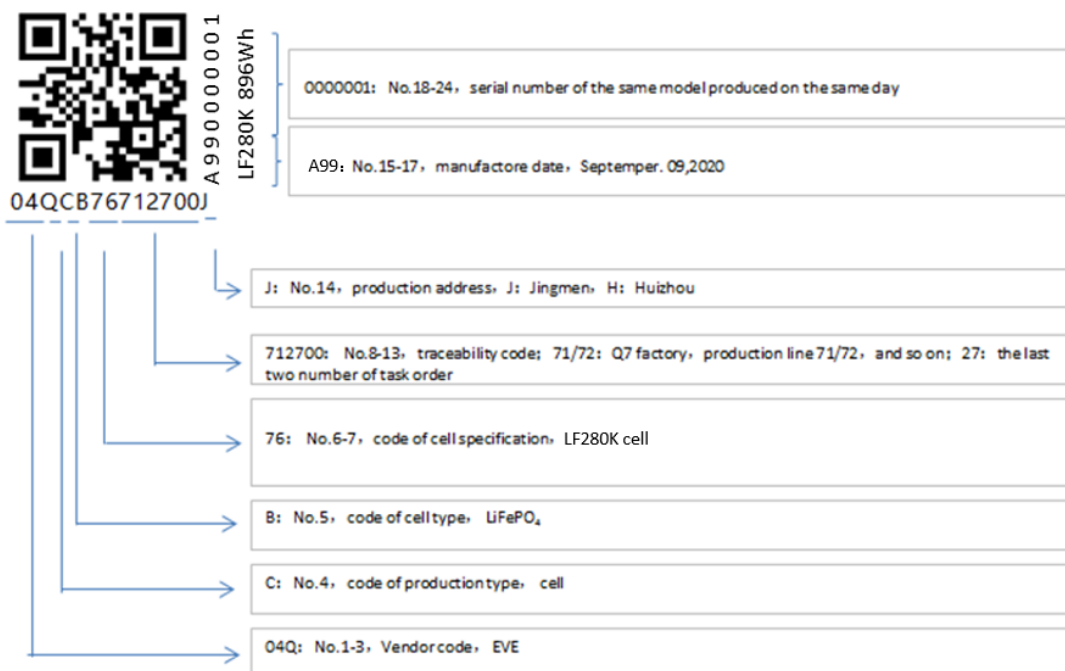 A990000001
LF280K 896Wh
04QCB76712700J
0000001：No.18-24，serial number of the same model produced on the same day
A99：No.15-17，manufactore date，Septemper. 09,2020
J：No.14，production address，J：Jingmen，H：Huizhou
712700：No.8-13，traceability code；71/72：Q7 factory，production line 71/72，and so on；27：the last
two number of task order
76：No.6-7，code of cell specification，LF280K cell
B：No.5，code of cell type，LiFePO₄
C：No.4，code of production type，cell
04Q：No.1-3，Vendor code，EVE